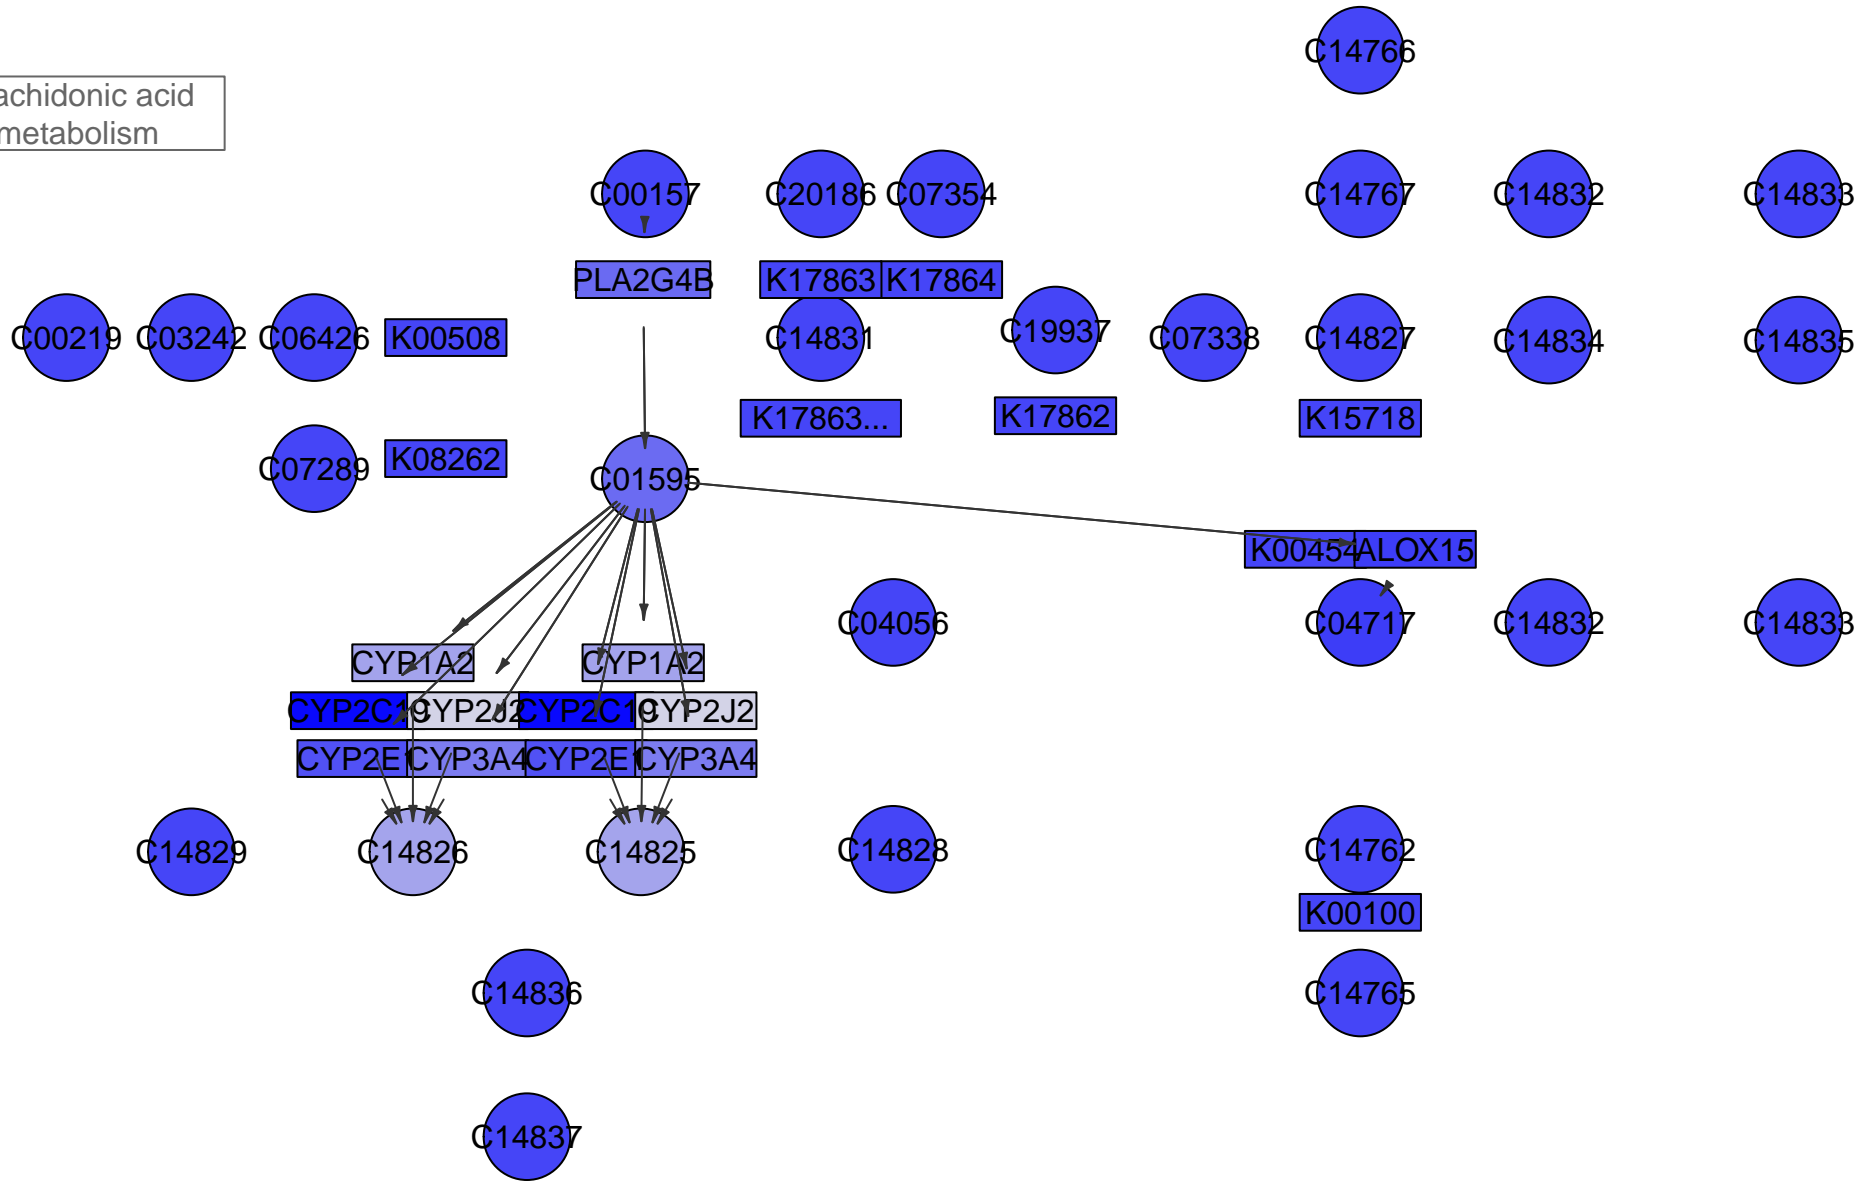 C14766
achidonic acid
metabolism
C00157
C20186
C07354
C14767
C14832
C14833
PLA2G4B
K17863
K17864
C00219
C03242
C06426
K00508
C14831
C19937
C07338
C14827
C14834
C14835
K17863...
K17862
K15718
C07289
K08262
C01595
K00454
ALOX15
C04056
C04717
C14832
C14833
CYP1A2
CYP1A2
CYP2C19
CYP2J2
CYP2C19
CYP2J2
CYP2E1
CYP3A4
CYP2E1
CYP3A4
C14829
C14826
C14825
C14828
C14762
K00100
C14836
C14765
C14837